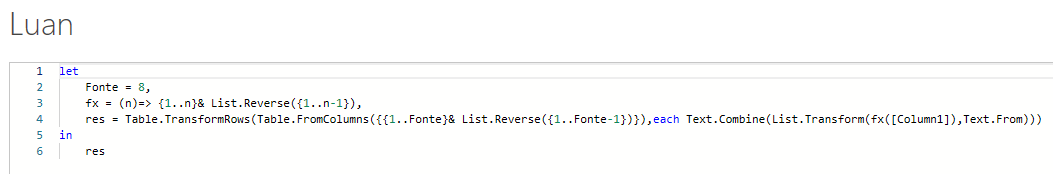 Luan
1 let
2 Fonte = 8,
3 fx = (n)=> {1..n}& List.Reverse({1..n-1}),
4 res = Table.TransformRows(Table.FromColumns({{1..Fonte}& List.Reverse({1..Fonte-1})}),each Text.Combine(List.Transform(fx([Column1]),Text.From)))
5 in
6 res